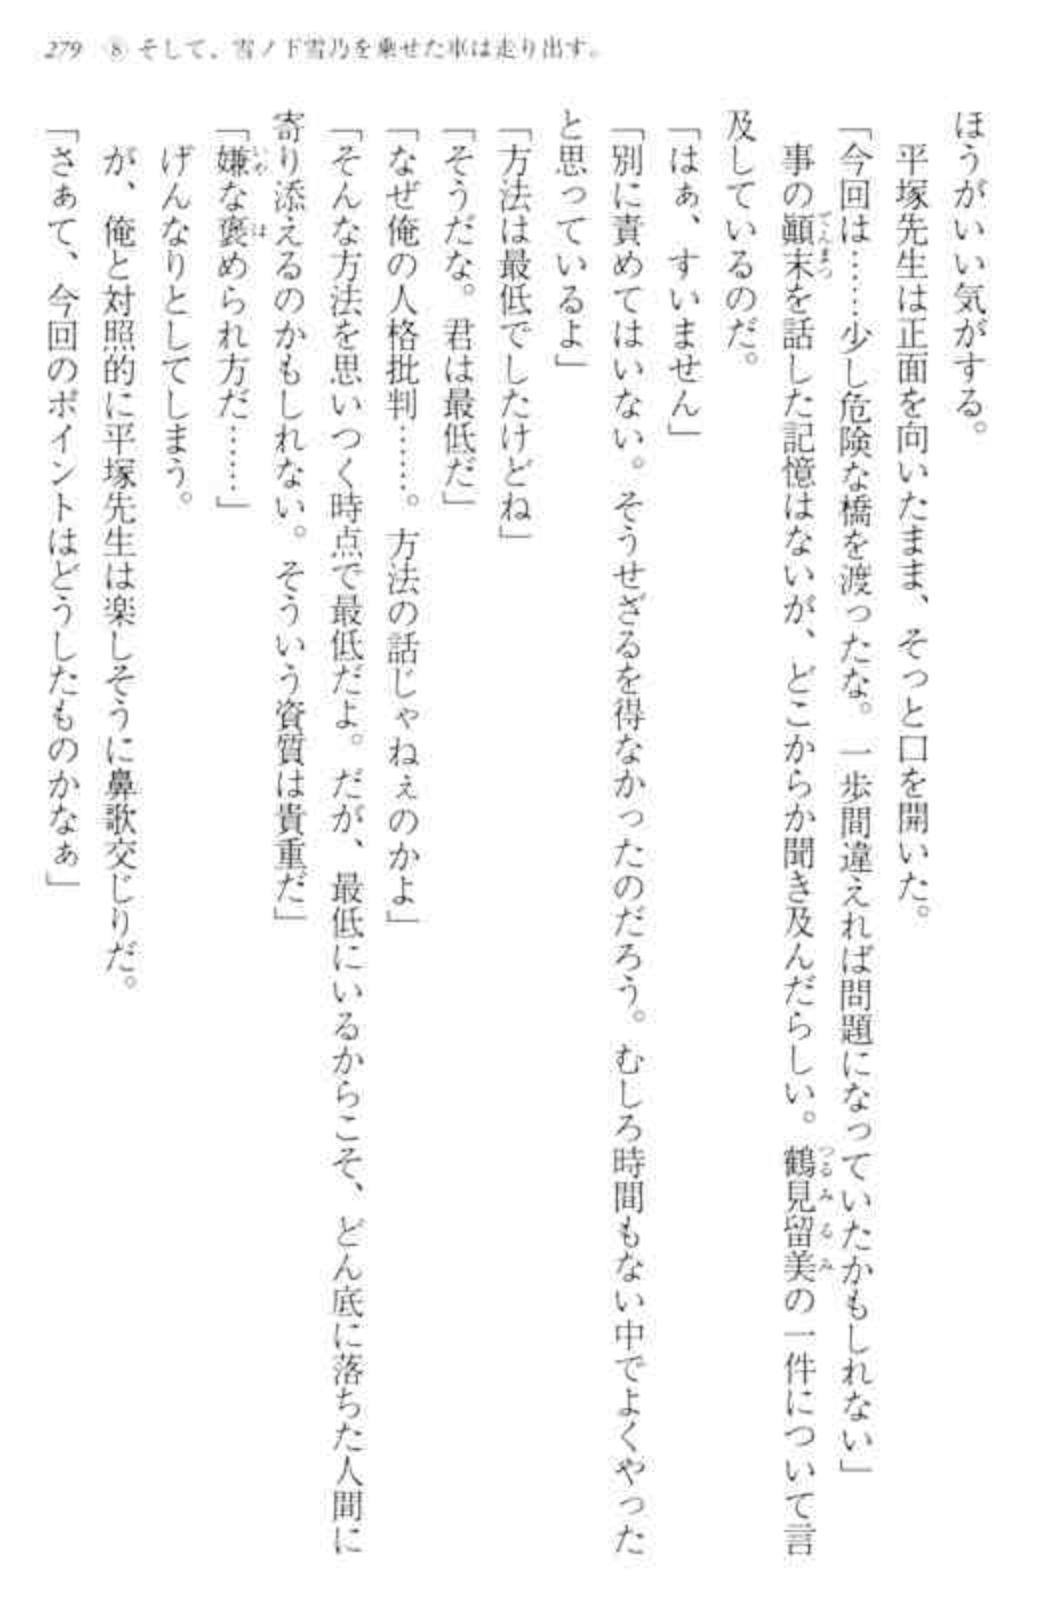 279 ⑧ そして、雪ノ下雪乃を乗せた車は走り出す。
ほうがいい気がする。
平塚先生は正面を向いたまま、そっと口を開いた。
「今回は……少し危険な橋を渡ったな。一歩間違えれば問題になっていたかもしれない」
事の顚末を話した記憶はないが、どこからか聞き及んだらしい。鶴見留美の一件について言
及しているのだ。
「はぁ、すいません」
「別に責めてはいない。そうせざるを得なかったのだろう。むしろ時間もない中でよくやった
と思っているよ」
「方法は最低でしたけどね」
「そうだな。君は最低だ」
「なぜ俺の人格批判……。方法の話じゃねぇのかよ」
「そんな方法を思いつく時点で最低だよ。だが、最低にいるからこそ、どん底に落ちた人間に
寄り添えるのかもしれない。そういう資質は貴重だ」
「嫌な褒められ方だ……」
げんなりとしてしまう。
が、俺と対照的に平塚先生は楽しそうに鼻歌交じりだ。
「さぁて、今回のポイントはどうしたものかなぁ」